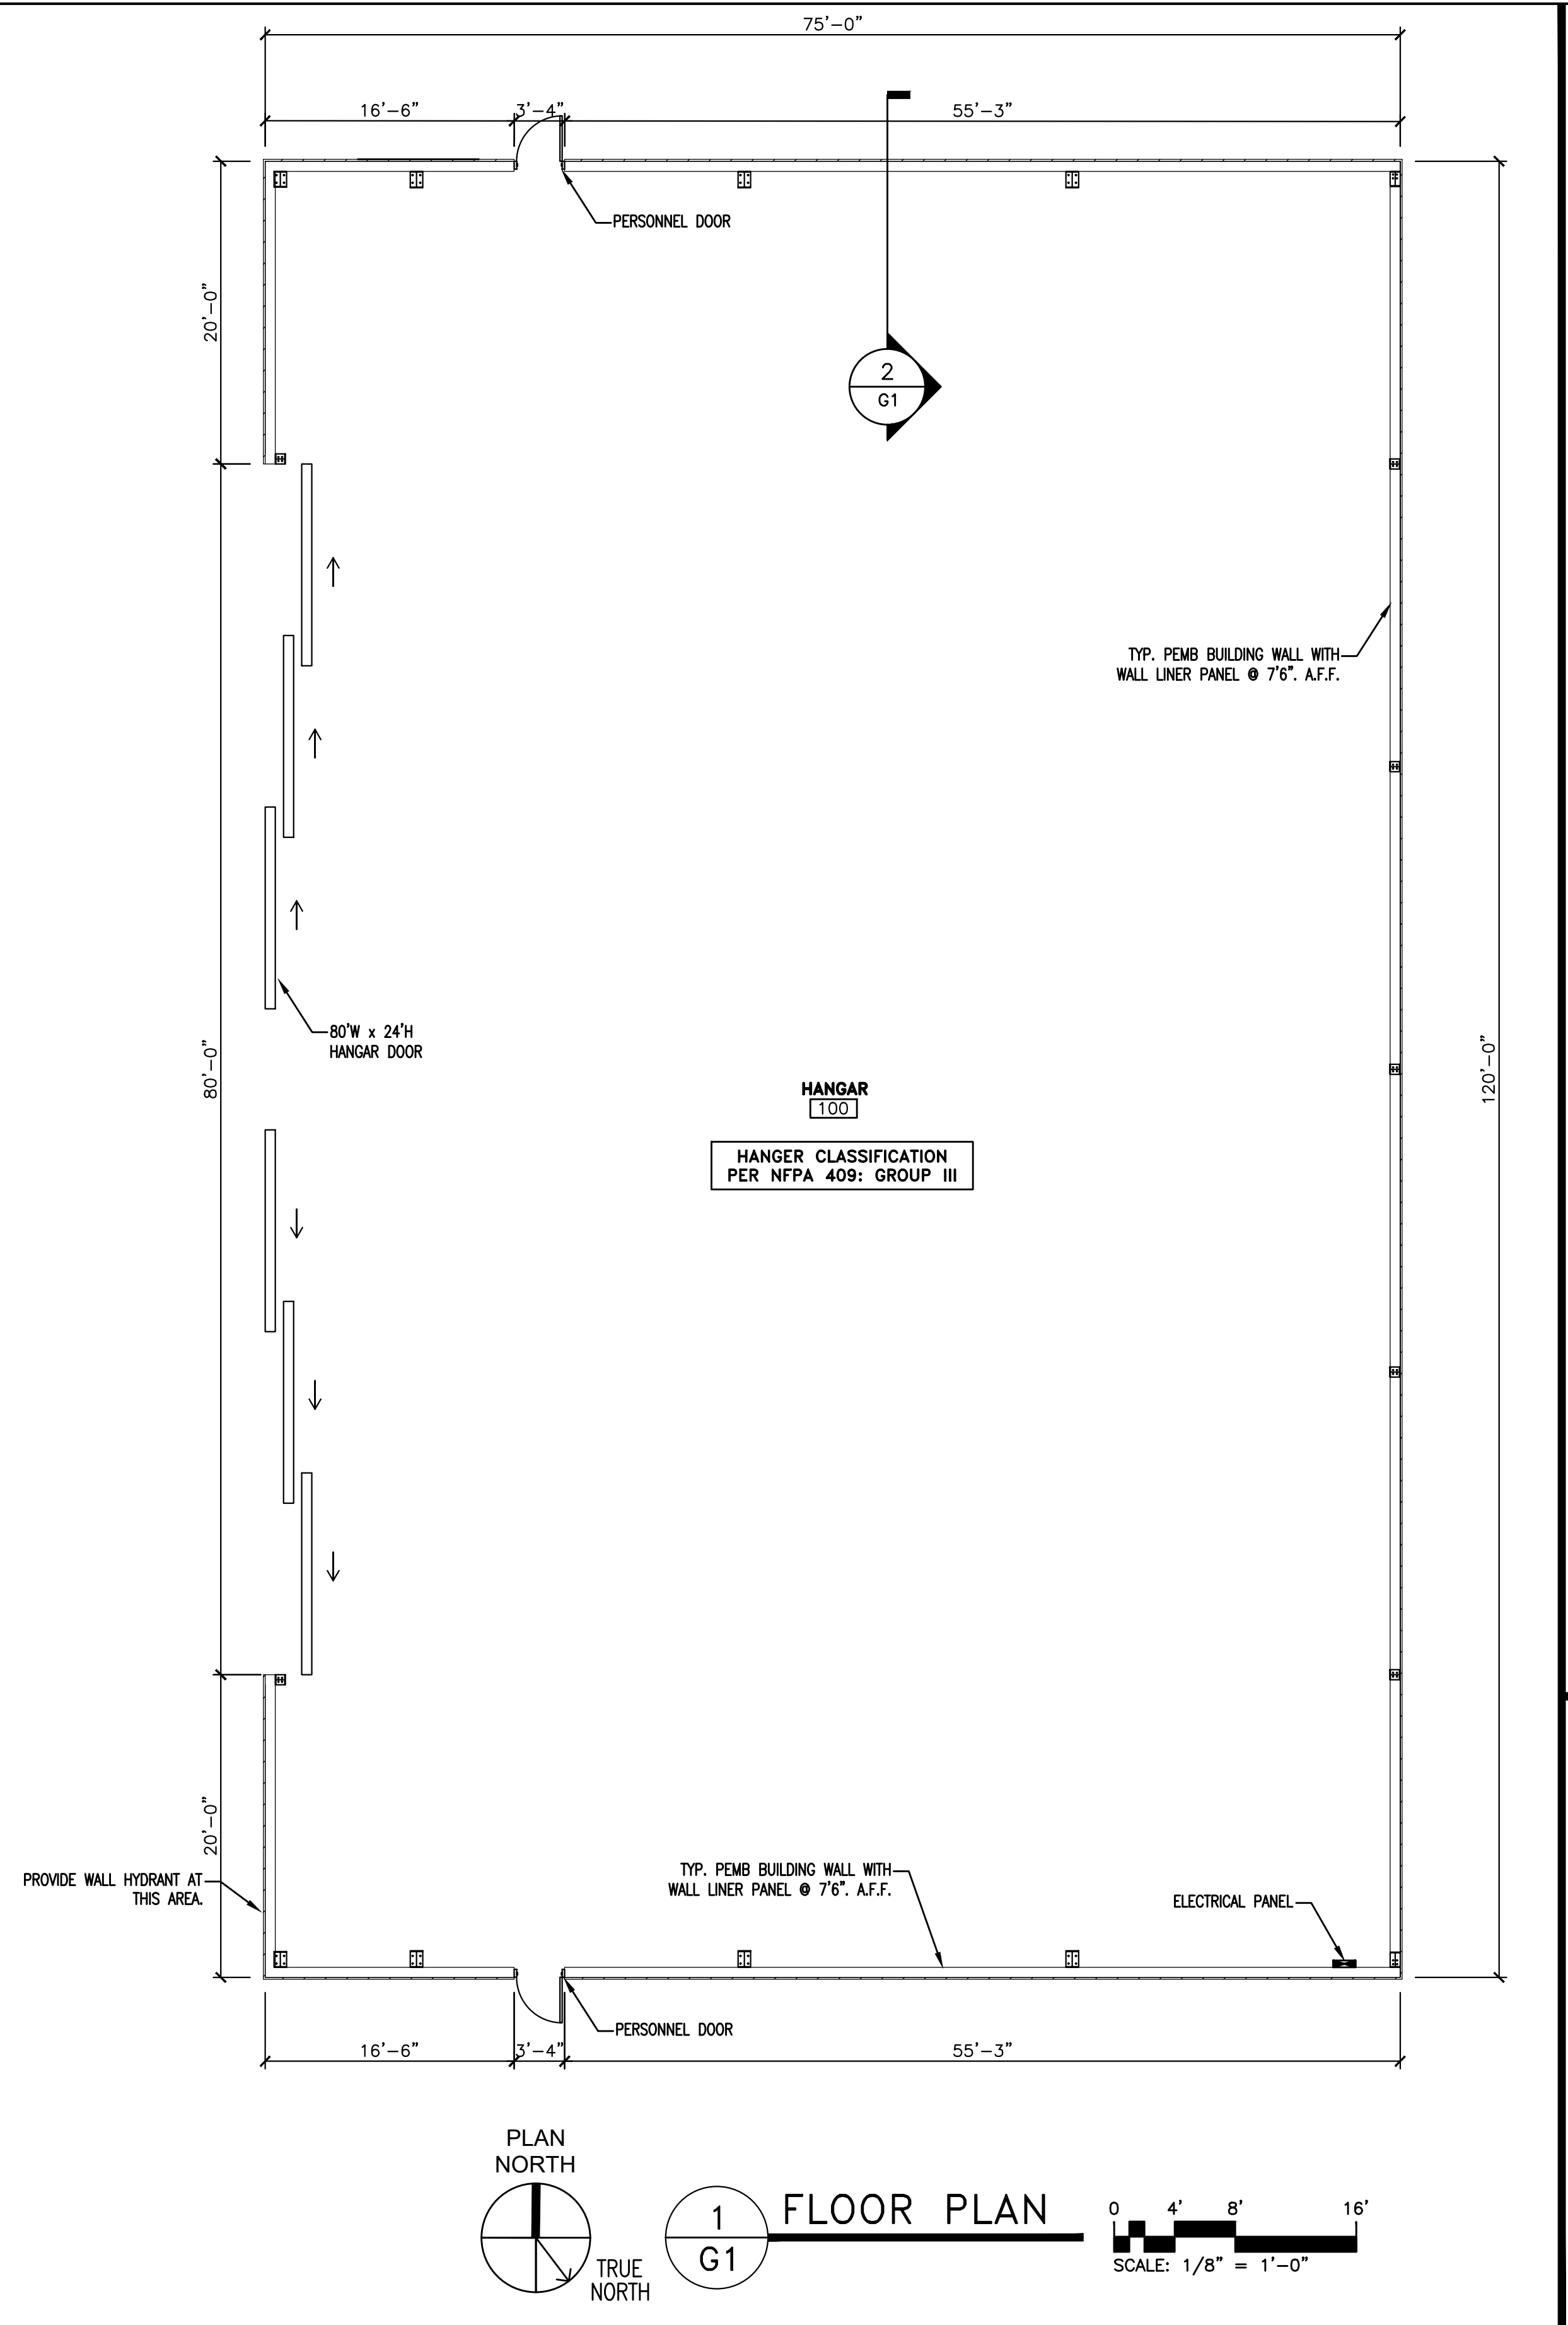 75'-0"
16'-6"
3'-4"
55'-3"
PERSONNEL DOOR
20'-0"
2
G1
TYP. PEMB BUILDING WALL WITH
WALL LINER PANEL @ 7'6". A.F.F.
80'W x 24'H
HANGAR DOOR
80'-0"
120'-0"
HANGAR
100
HANGER CLASSIFICATION
PER NFPA 409: GROUP III
20'-0"
PROVIDE WALL HYDRANT AT
THIS AREA.
TYP. PEMB BUILDING WALL WITH
WALL LINER PANEL @ 7'6". A.F.F.
ELECTRICAL PANEL
PERSONNEL DOOR
16'-6"
3'-4"
55'-3"
PLAN
NORTH
TRUE
NORTH
1
G1
FLOOR PLAN
0 4' 8' 16'
SCALE: 1/8" = 1'-0"